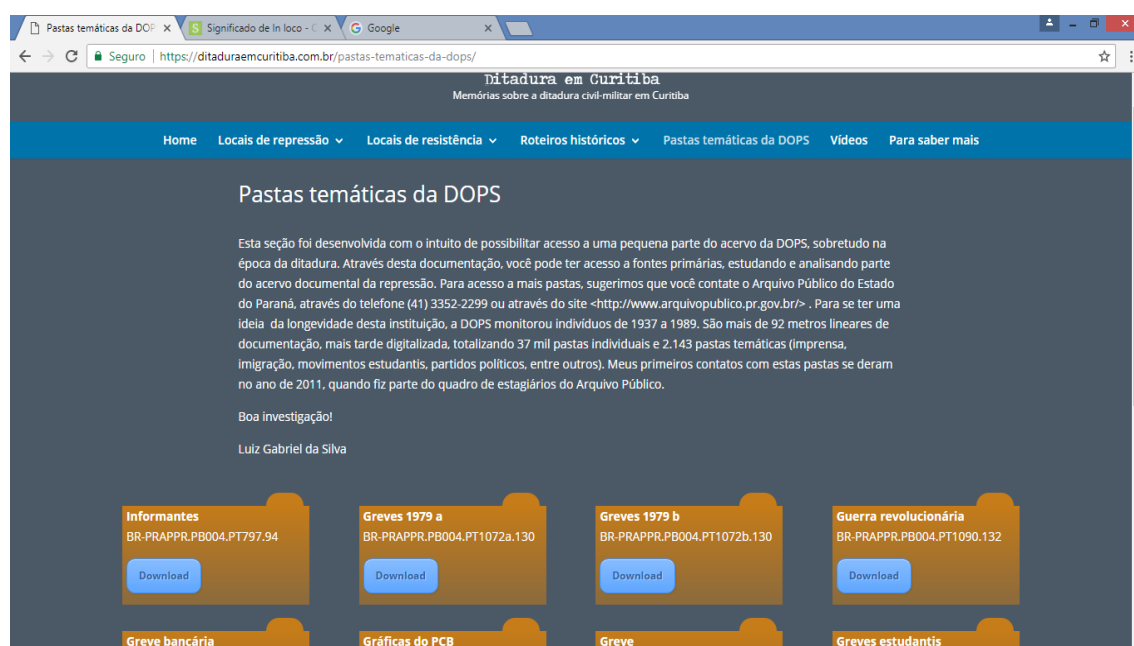 Pastas temáticas da DOP
Significado de In loco - C
Google
Seguro | https://ditaduraemcuritiba.com.br/pastas-tematicas-da-dops/
Ditadura em Curitiba
Memórias sobre a ditadura civil-militar em Curitiba
Home Locais de repressão Locais de resistência Roteiros históricos Pastas temáticas da DOPS Vídeos Para saber mais
Pastas temáticas da DOPS
Esta seção foi desenvolvida com o intuito de possibilitar acesso a uma pequena parte do acervo da DOPS, sobretudo na
época da ditadura. Através desta documentação, você pode ter acesso a fontes primárias, estudando e analisando parte
do acervo documental da repressão. Para acesso a mais pastas, sugerimos que você contate o Arquivo Público do Estado
do Paraná, através do telefone (41) 3352-2299 ou através do site <http://www.arquivopublico.pr.gov.br/> . Para se ter uma
ideia da longevidade desta instituição, a DOPS monitorou indivíduos de 1937 a 1989. São mais de 92 metros lineares de
documentação, mais tarde digitalizada, totalizando 37 mil pastas individuais e 2.143 pastas temáticas (imprensa,
imigração, movimentos estudantis, partidos políticos, entre outros). Meus primeiros contatos com estas pastas se deram
no ano de 2011, quando fiz parte do quadro de estagiários do Arquivo Público.
Boa investigação!
Luiz Gabriel da Silva
Informantes
BR-PRAPPR.PB004.PT797.94
Download
Greves 1979 a
BR-PRAPPR.PB004.PT1072a.130
Download
Greves 1979 b
BR-PRAPPR.PB004.PT1072b.130
Download
Guerra revolucionária
BR-PRAPPR.PB004.PT1090.132
Download
Greve bancária
Gráficas do PCB
Greve
Greves estudantis